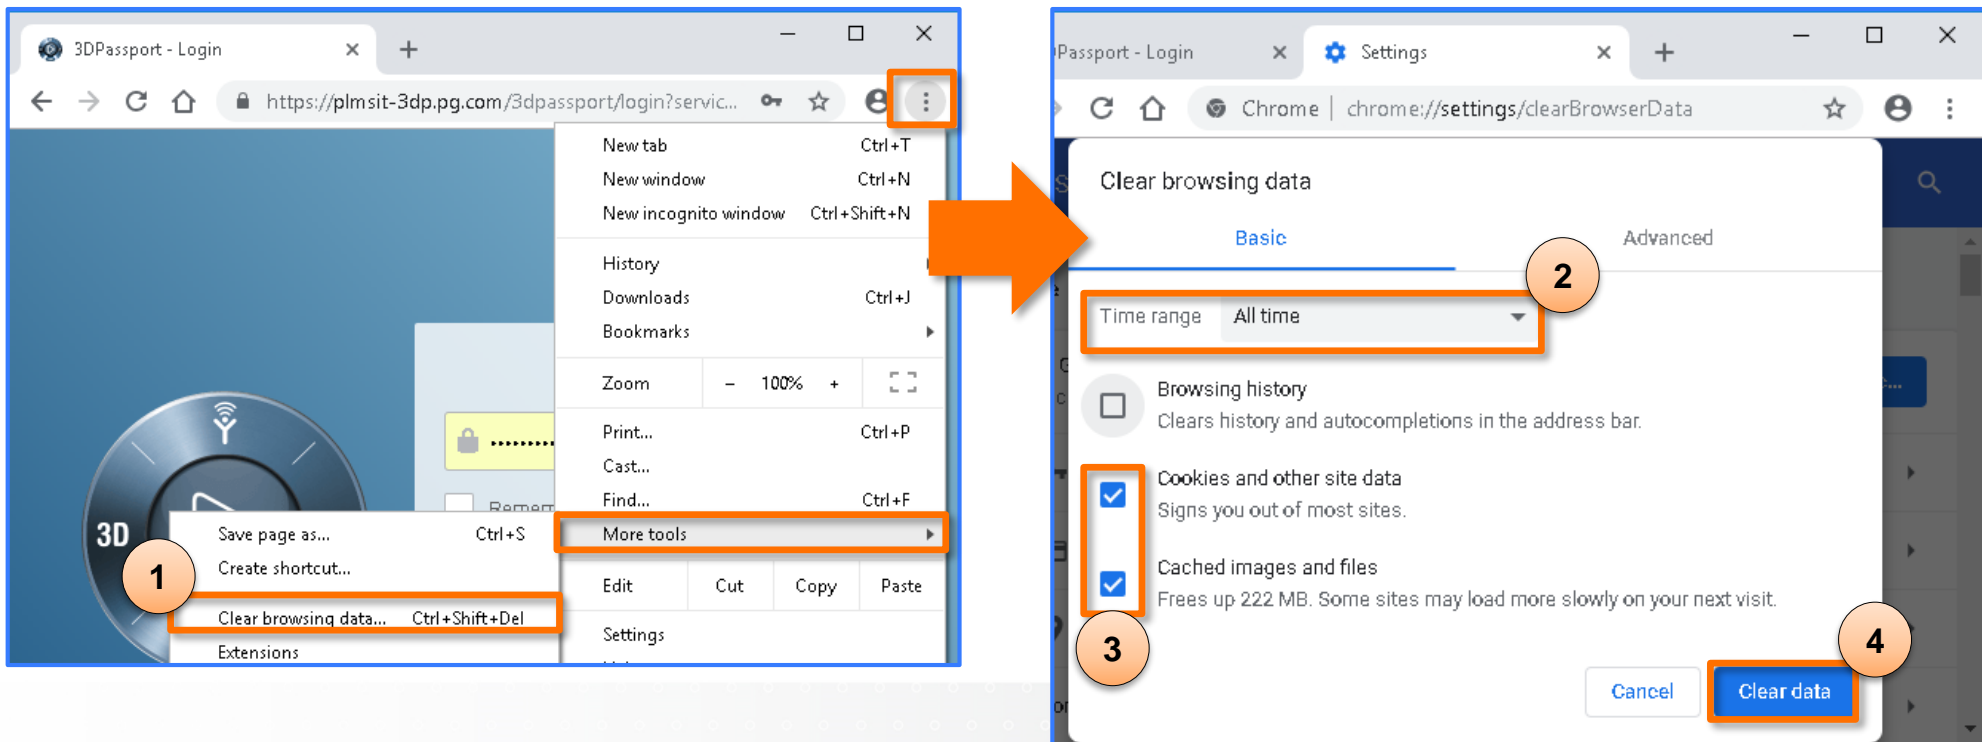 3DPassport - Login
https://plmsit-3dp.pg.com/3dpassport/login?servic...
New tab Ctrl+T
New window Ctrl+N
New incognito window Ctrl+Shift+N
History
Downloads Ctrl+J
Bookmarks
Zoom - 100% +
Print... Ctrl+P
Cast...
Find... Ctrl+F
More tools
Edit Cut Copy Paste
Settings
3D
Save page as... Ctrl+S
Create shortcut...
1
Clear browsing data... Ctrl+Shift+Del
Extensions
Passport - Login
Settings
Chrome | chrome://settings/clearBrowserData
Clear browsing data
Basic Advanced
2
Time range All time
Browsing history
Clears history and autocompletions in the address bar.
Cookies and other site data
Signs you out of most sites.
Cached images and files
Frees up 222 MB. Some sites may load more slowly on your next visit.
3
4
Cancel Clear data